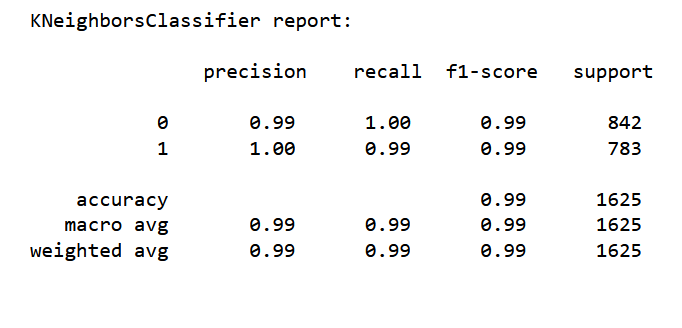 KNeighborsClassifier report:
precision recall f1-score support
0 0.99 1.00 0.99 842
1 1.00 0.99 0.99 783
accuracy 0.99 1625
macro avg 0.99 0.99 0.99 1625
weighted avg 0.99 0.99 0.99 1625